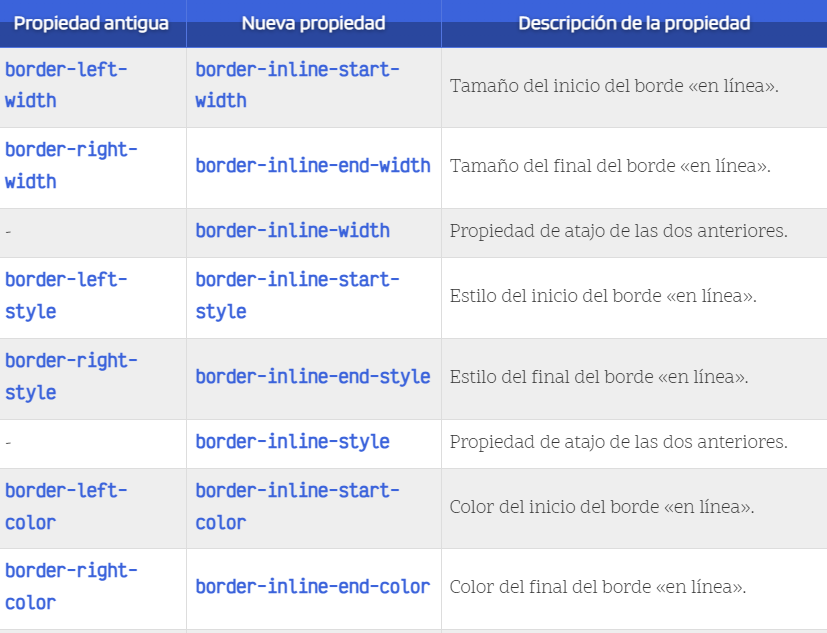 Propiedad antigua Nueva propiedad Descripción de la propiedad
border-left-
width
border-inline-start-
width
Tamaño del inicio del borde «en línea».
border-right-
width
border-inline-end-width
Tamaño del final del borde «en línea».
-
border-inline-width
Propiedad de atajo de las dos anteriores.
border-left-
style
border-inline-start-
style
Estilo del inicio del borde «en línea».
border-right-
style
border-inline-end-style
Estilo del final del borde «en línea».
-
border-inline-style
Propiedad de atajo de las dos anteriores.
border-left-
color
border-inline-start-
color
Color del inicio del borde «en línea».
border-right-
color
border-inline-end-color
Color del final del borde «en línea».